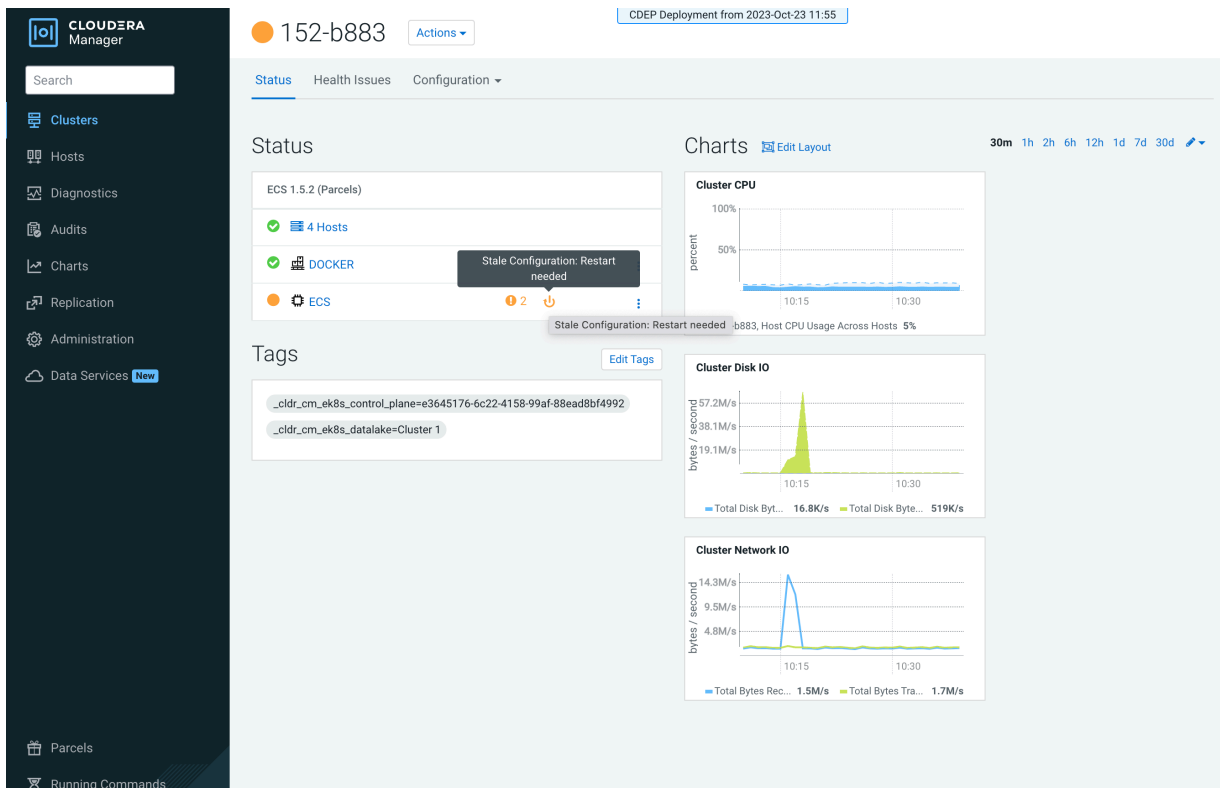 CLOUDERA
Manager
Search
Clusters
Hosts
Diagnostics
Audits
Charts
Replication
Administration
Data Services New
Parcels
Running Commands
CDEP Deployment from 2023-Oct-23 11:55
152-b883 Actions
Status Health Issues Configuration
Status
ECS 1.5.2 (Parcels)
4 Hosts
DOCKER
Stale Configuration: Restart
needed
ECS 2
Stale Configuration: Restart needed
Tags Edit Tags
_cldr_cm_ek8s_control_plane=e3645176-6c22-4158-99af-88ead8bf4992
_cldr_cm_ek8s_datalake=Cluster 1
Charts Edit Layout
30m 1h 2h 6h 12h 1d 7d 30d
Cluster CPU
percent
100%
50%
10:15 10:30
b883, Host CPU Usage Across Hosts 5%
Cluster Disk IO
bytes / second
57.2M/s
38.1M/s
19.1M/s
10:15 10:30
Total Disk Byt... 16.8K/s Total Disk Byte... 519K/s
Cluster Network IO
bytes / second
14.3M/s
9.5M/s
4.8M/s
10:15 10:30
Total Bytes Rec... 1.5M/s Total Bytes Tra... 1.7M/s